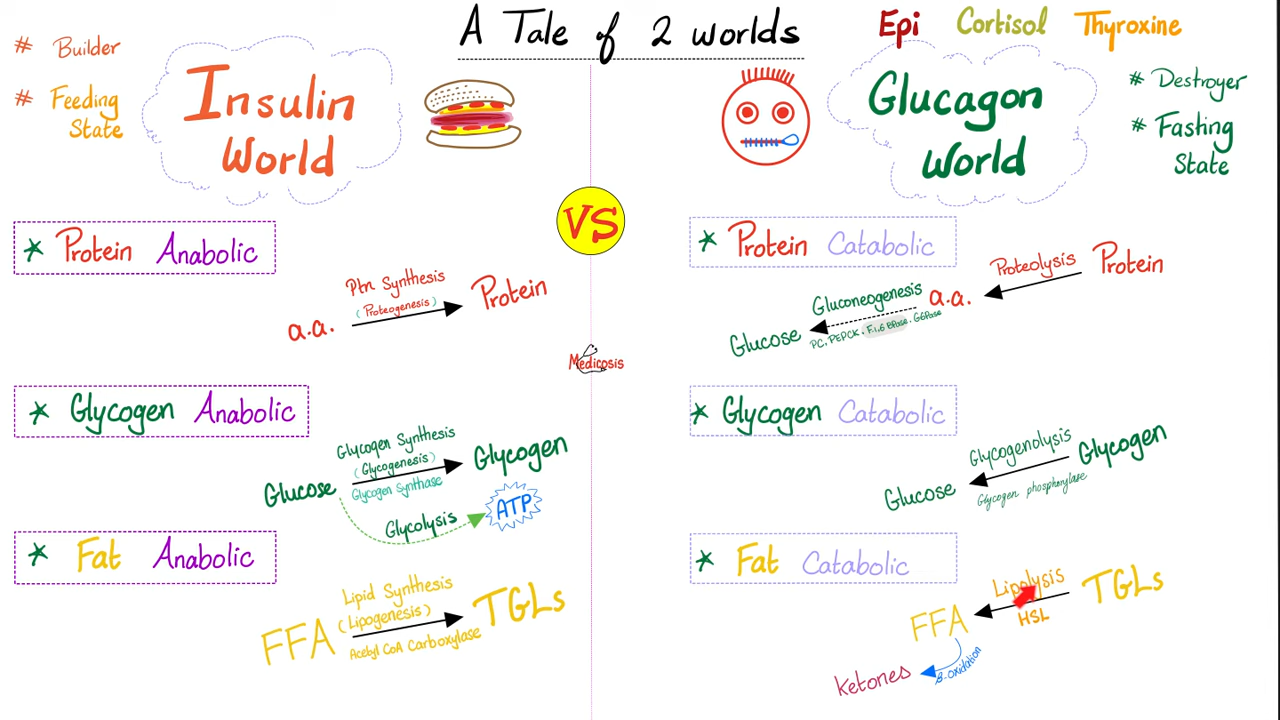 A Tale of 2 worlds
Epi Cortisol Thyroxine
# Builder
# Feeding
State
Insulin
World
Glucagon
World
# Destroyer
# Fasting
State
VS
Protein Anabolic
a.a.
Ptn Synthesis
(Proteogenesis)
Protein
Glycogen Anabolic
Glucose
Glycogen Synthesis
(Glycogenesis)
Glycogen Synthase
Glycogen
Glycolysis
ATP
Fat Anabolic
FFA
Lipid Synthesis
(Lipogenesis)
Acetyl CoA Carboxylase
TGLs
Medicosis
Protein Catabolic
Proteolysis
Protein
a.a.
Gluconeogenesis
PC, PEPCK, F.1,6 BPase, G6Pase
Glucose
Glycogen Catabolic
Glycogenolysis
Glycogen
Glycogen phosphorylase
Glucose
Fat Catabolic
Lipolysis
TGLs
HSL
FFA
β-oxidation
Ketones